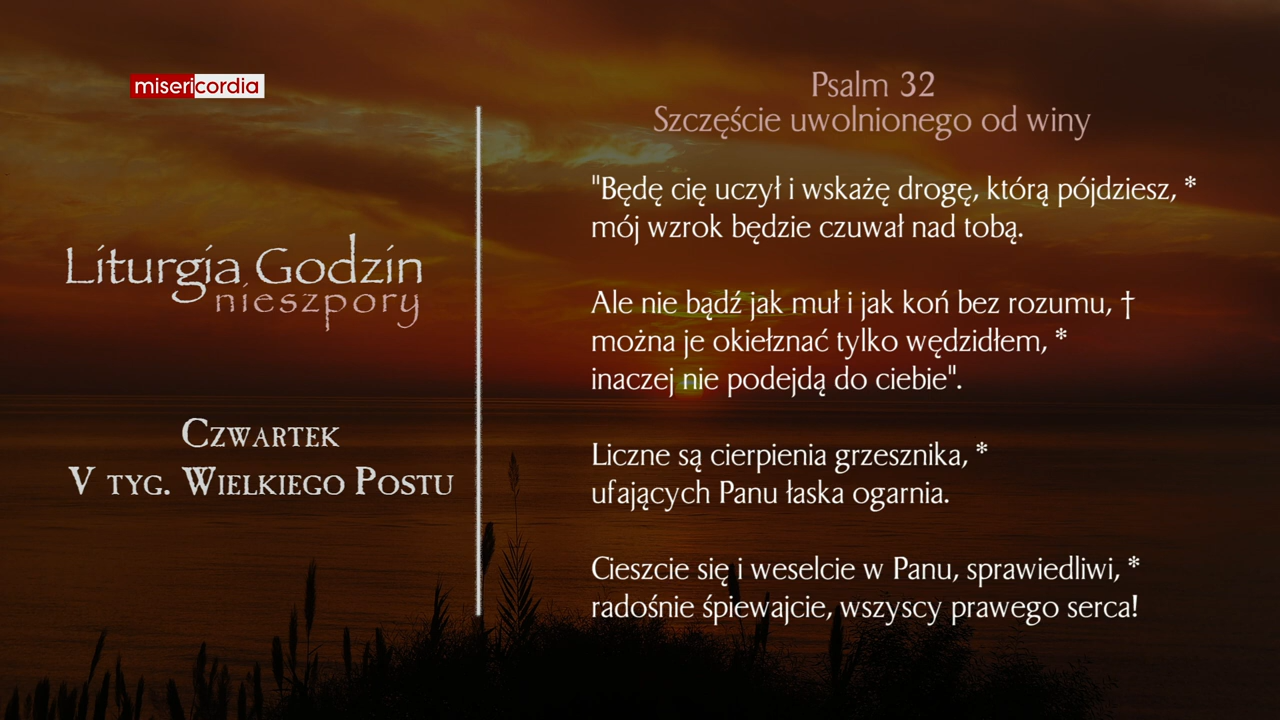 misericordia
Liturgia Godzin
nieszpory
Czwartek
V tyg. Wielkiego Postu
Psalm 32
Szczęście uwolnionego od winy
"Będę cię uczył i wskażę drogę, którą pójdziesz, *
mój wzrok będzie czuwał nad tobą.
Ale nie bądź jak muł i jak koń bez rozumu, †
można je okiełznać tylko wędzidłem, *
inaczej nie podejdą do ciebie".
Liczne są cierpienia grzesznika, *
ufających Panu łaska ogarnia.
Cieszcie się i weselcie w Panu, sprawiedliwi, *
radośnie śpiewajcie, wszyscy prawego serca!